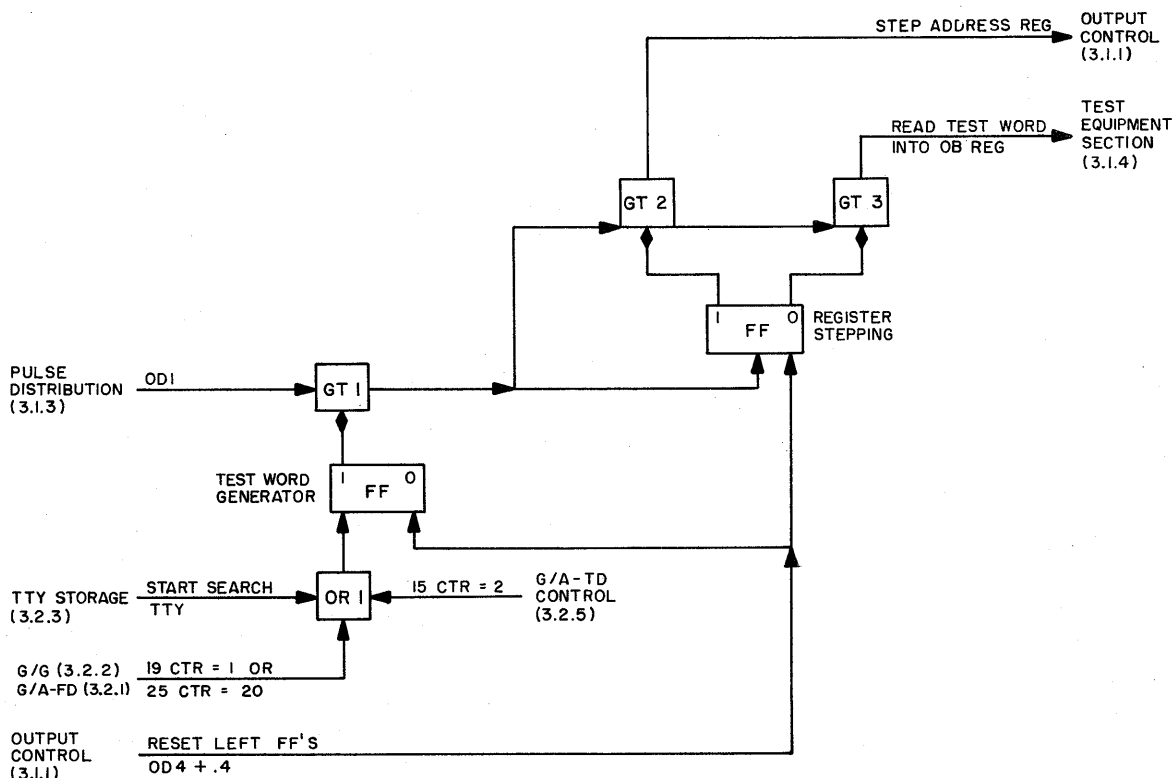 STEP ADDRESS REG
OUTPUT
CONTROL
(3.1.1)
READ TEST WORD
INTO OB REG
TEST
EQUIPMENT
SECTION
(3.1.4)
GT 2
GT 3
1 FF 0
REGISTER
STEPPING
PULSE
DISTRIBUTION
(3.1.3)
OD1
GT 1
TEST WORD
GENERATOR
1 FF 0
TTY STORAGE
(3.2.3)
START SEARCH
TTY
OR 1
15 CTR = 2
G/A-TD
CONTROL
(3.2.5)
G/G (3.2.2)
G/A-FD (3.2.1)
19 CTR = 1 OR
25 CTR = 20
OUTPUT
CONTROL
(3.1.1)
RESET LEFT FF'S
OD4 + .4